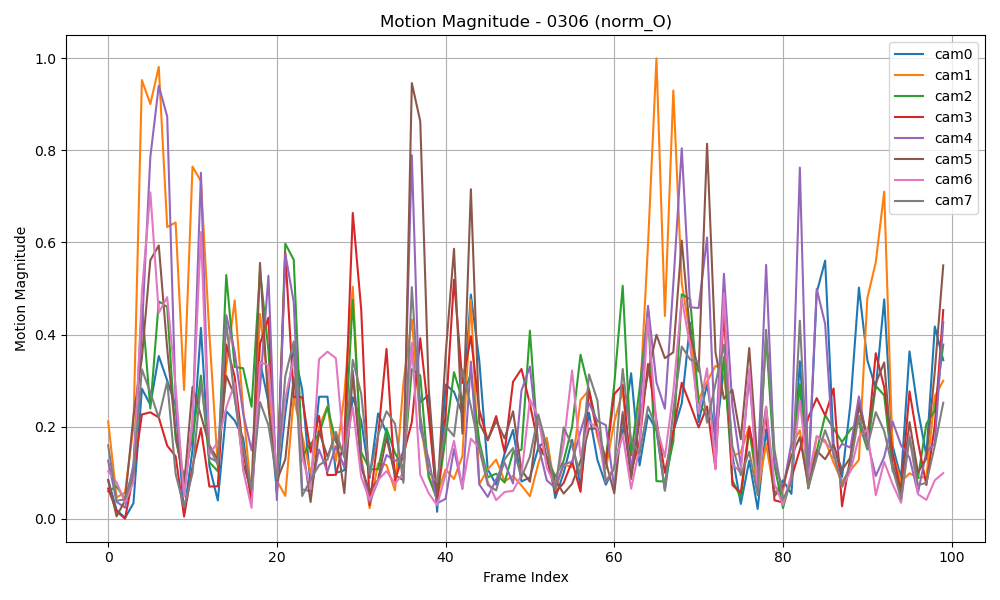 Motion Magnitude - 0306 (norm_O)
Motion Magnitude
1.0
0.8
0.6
0.4
0.2
0.0
0
20
40
60
80
100
Frame Index
cam0
cam1
cam2
cam3
cam4
cam5
cam6
cam7